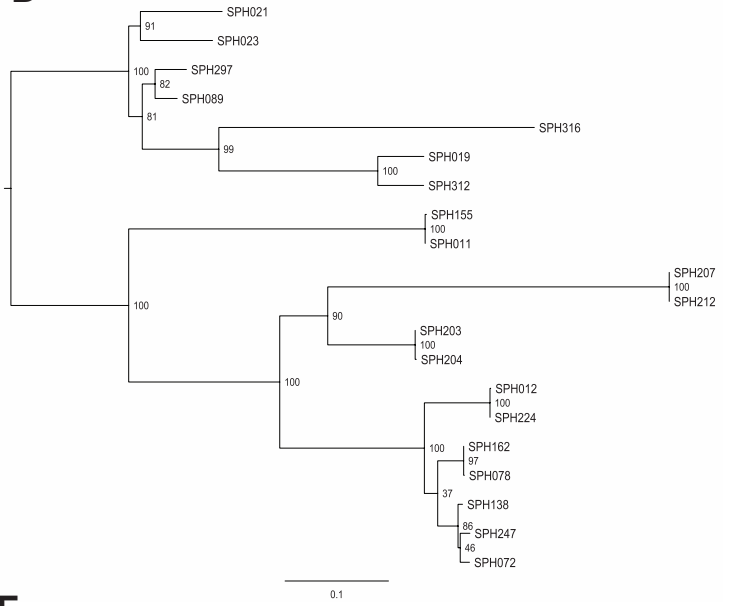 SPH021
91
SPH023
SPH297
100
82
SPH089
81
SPH316
99
SPH019
100
SPH312
SPH155
100
SPH011
SPH207
100
SPH212
100
90
SPH203
100
SPH204
100
SPH012
100
SPH224
SPH162
100
97
SPH078
37
SPH138
86
SPH247
46
SPH072
0.1